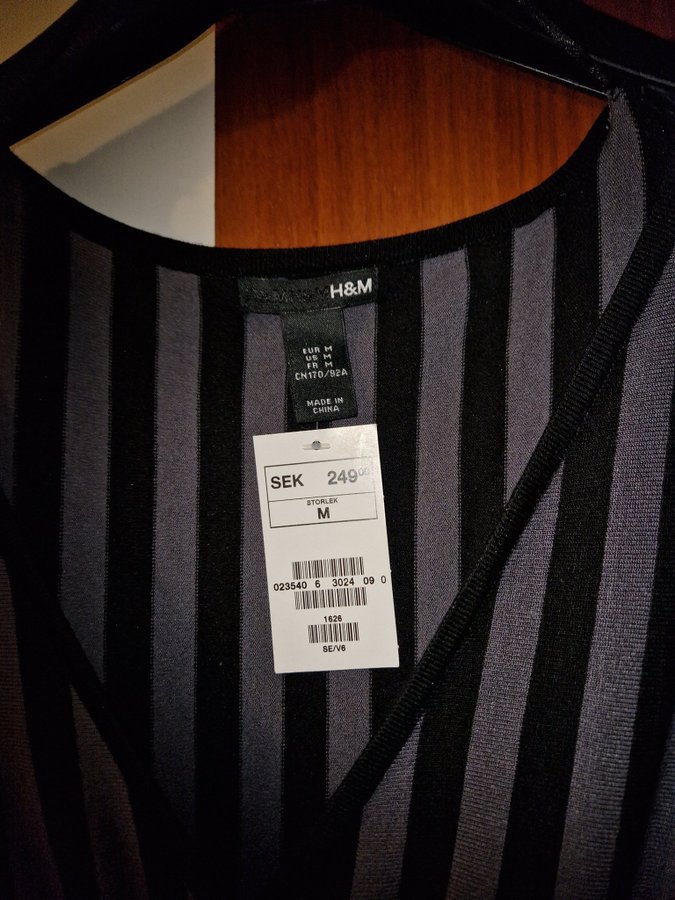 H&M
EUR M
US M
FR M
CN170/92A
MADE IN
CHINA
SEK 249 00
STORLEK
M
023540 6 3024 09 0
1626
SE/V6